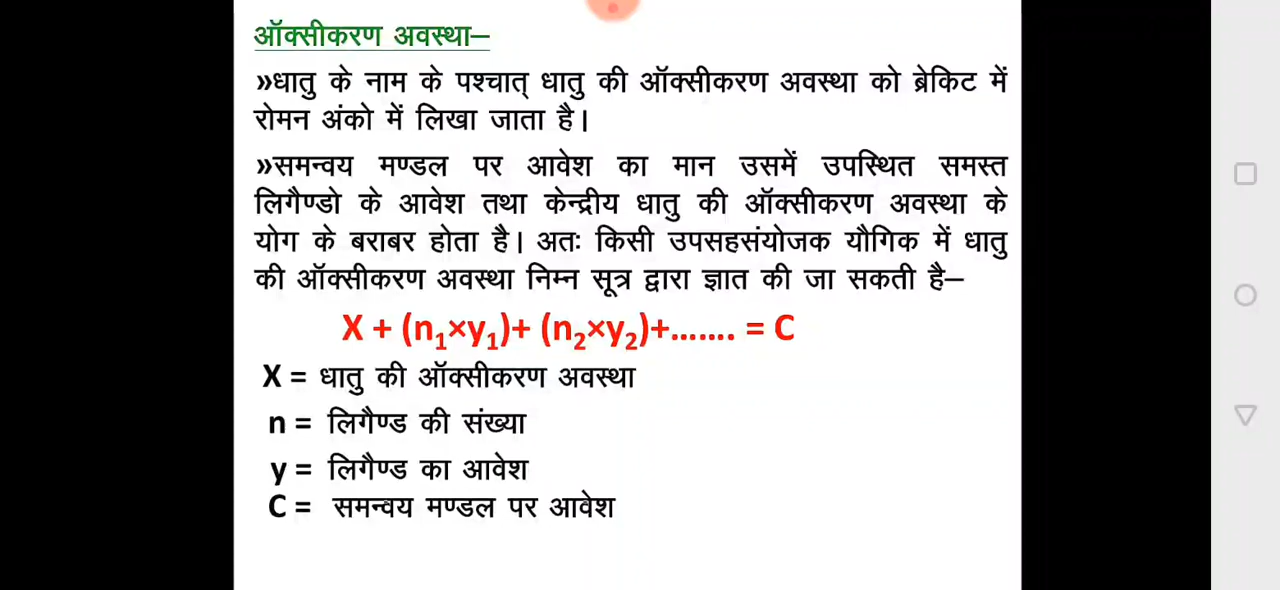 ऑक्सीकरण अवस्था–
»धातु के नाम के पश्चात् धातु की ऑक्सीकरण अवस्था को ब्रेकिट में
रोमन अंको में लिखा जाता है।
»समन्वय मण्डल पर आवेश का मान उसमें उपस्थित समस्त
लिगैण्डो के आवेश तथा केन्द्रीय धातु की ऑक्सीकरण अवस्था के
योग के बराबर होता है। अतः किसी उपसहसंयोजक यौगिक में धातु
की ऑक्सीकरण अवस्था निम्न सूत्र द्वारा ज्ञात की जा सकती है–
X + (n₁×y₁)+ (n₂×y₂)+....... = C
X = धातु की ऑक्सीकरण अवस्था
n = लिगैण्ड की संख्या
y = लिगैण्ड का आवेश
C = समन्वय मण्डल पर आवेश